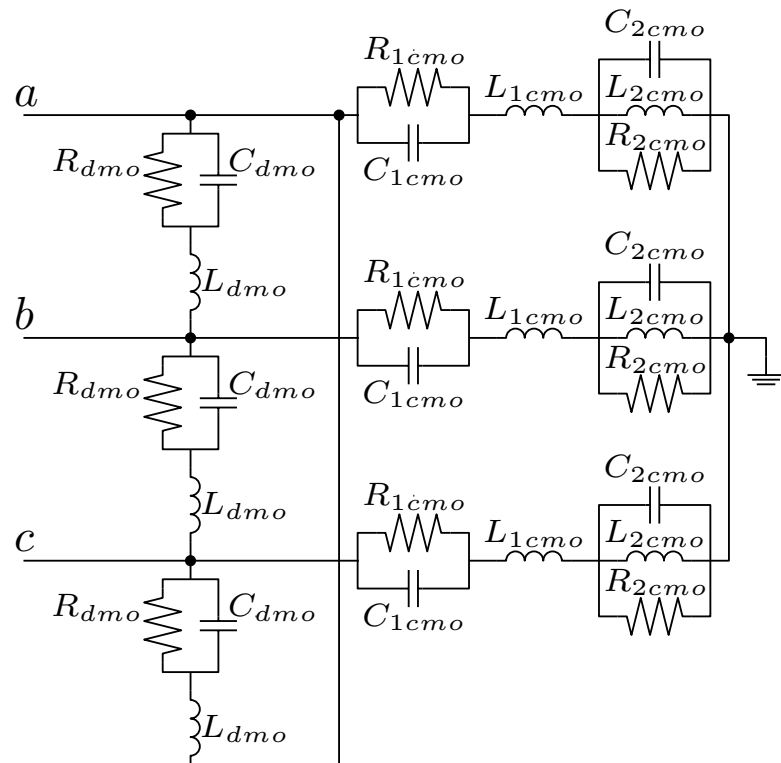 C2cmo
R1cmo
a
L1cmo
L2cmo
R2cmo
Rdmo
Cdmo
C1cmo
Ldmo
C2cmo
R1cmo
b
L1cmo
L2cmo
R2cmo
Rdmo
Cdmo
C1cmo
Ldmo
C2cmo
R1cmo
c
L1cmo
L2cmo
R2cmo
Rdmo
Cdmo
C1cmo
Ldmo